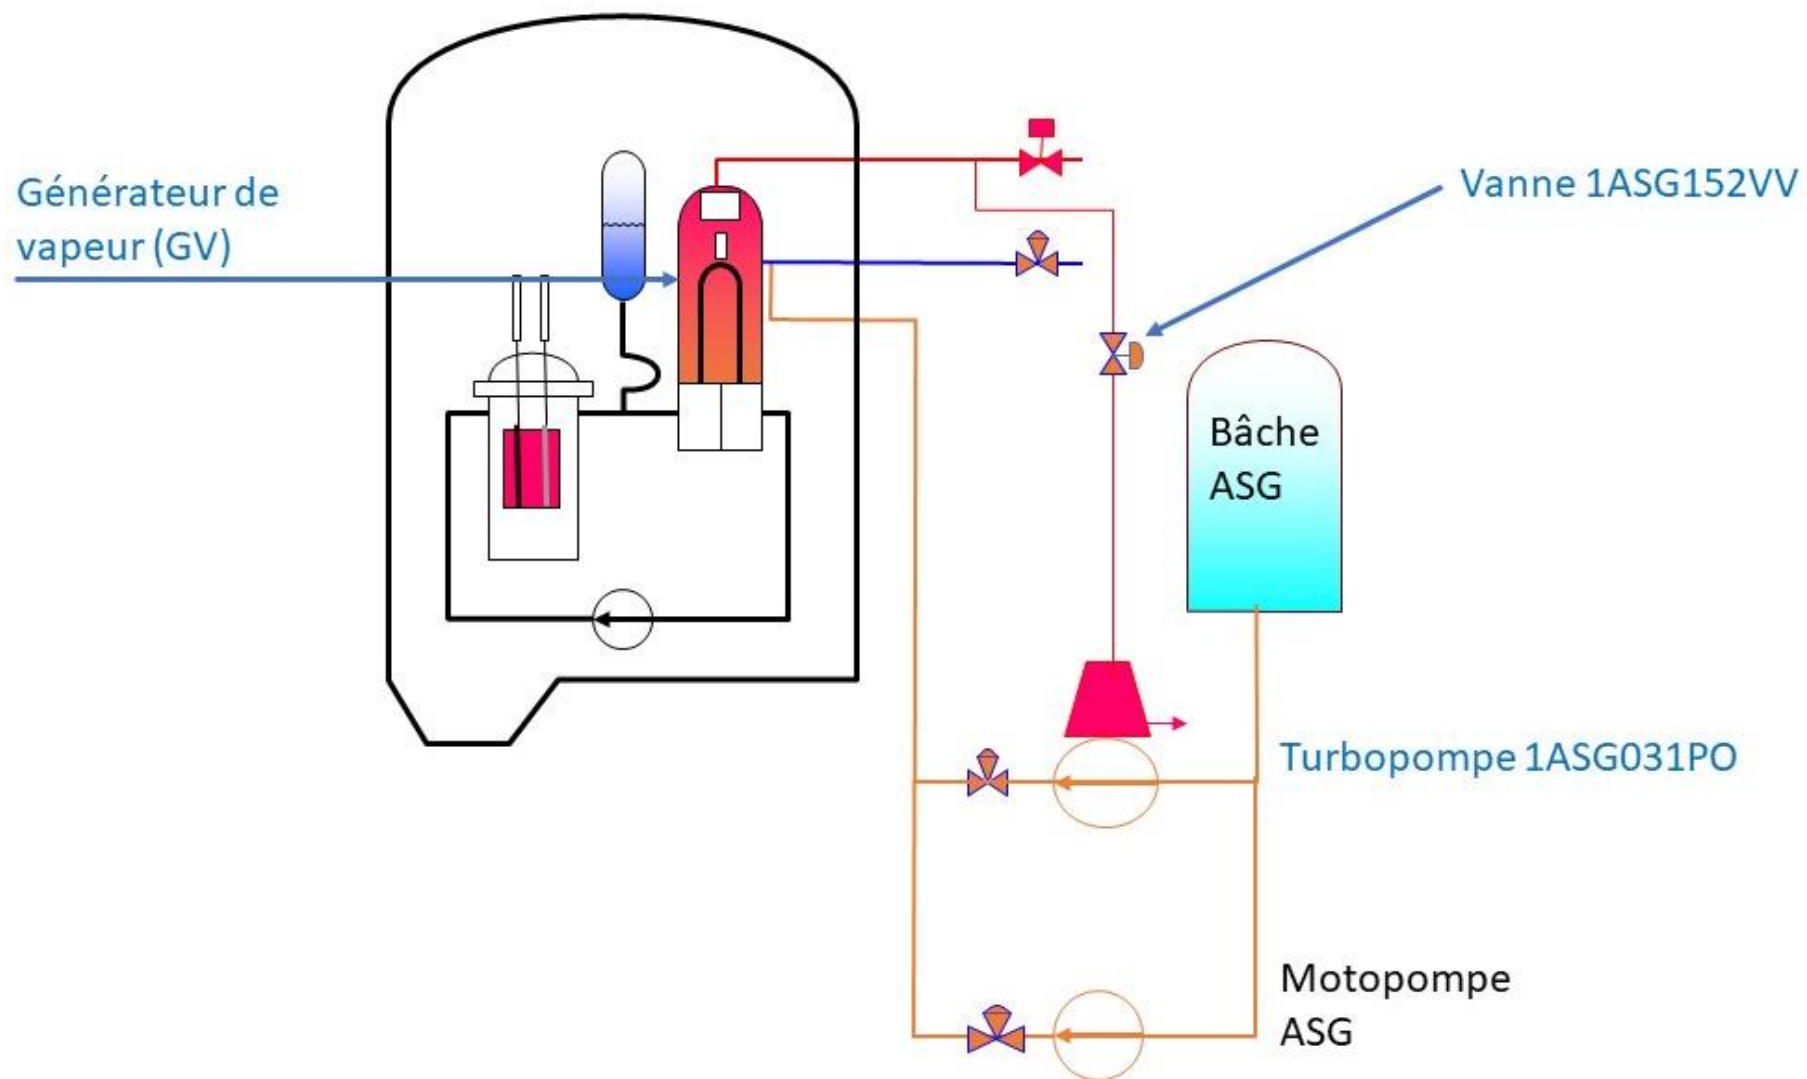 Générateur de
vapeur (GV)
Vanne 1ASG152VV
Bâche
ASG
Turbopompe 1ASG031PO
Motopompe
ASG